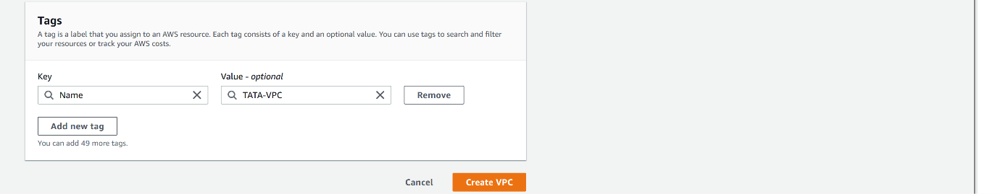 Tags
A tag is a label that you assign to an AWS resource. Each tag consists of a key and an optional value. You can use tags to search and filter
your resources or track your AWS costs.
Key
Value - optional
Name
TATA-VPC
Remove
Add new tag
You can add 49 more tags.
Cancel
Create VPC